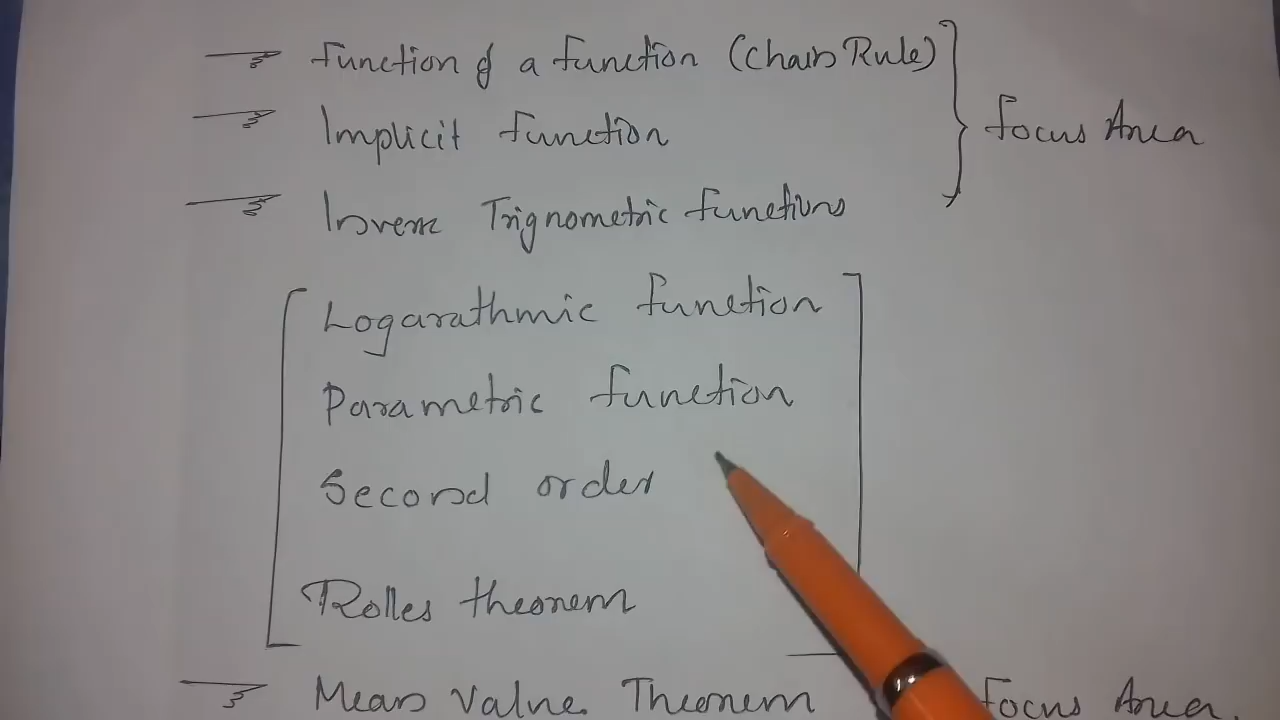 Function of a function (Chain Rule)
Implicit function
Focus Area
Inverse Trignometric functions
Logarathmic function
Parametric function
Second order
Rolles theorem
Mean Value Theorem
Focus Area